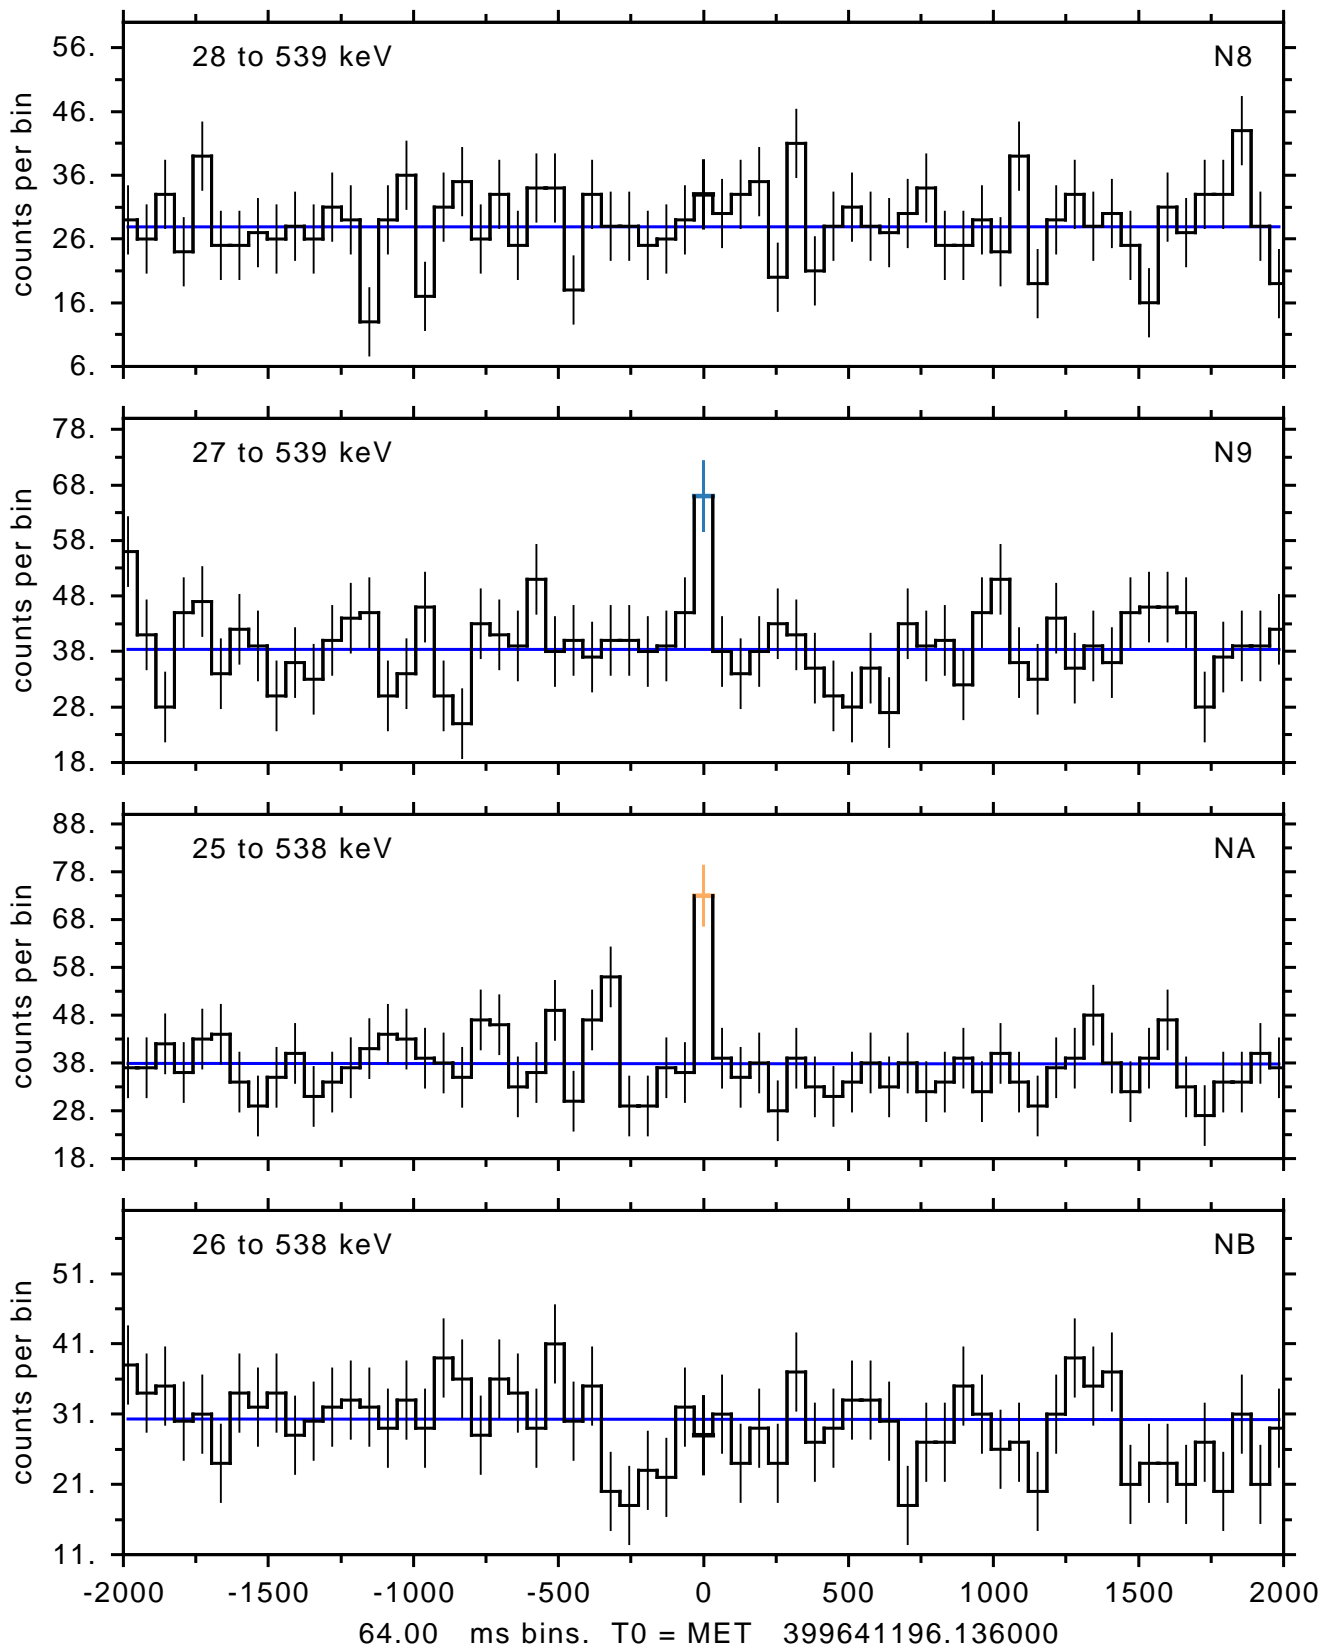 28 to 539 keV N8
counts per bin
56.
46.
36.
26.
16.
6.
27 to 539 keV N9
counts per bin
78.
68.
58.
48.
38.
28.
18.
25 to 538 keV NA
counts per bin
88.
78.
68.
58.
48.
38.
28.
18.
26 to 538 keV NB
counts per bin
51.
41.
31.
21.
11.
-2000 -1500 -1000 -500 0 500 1000 1500 2000
64.00 ms bins. T0 = MET 399641196.136000